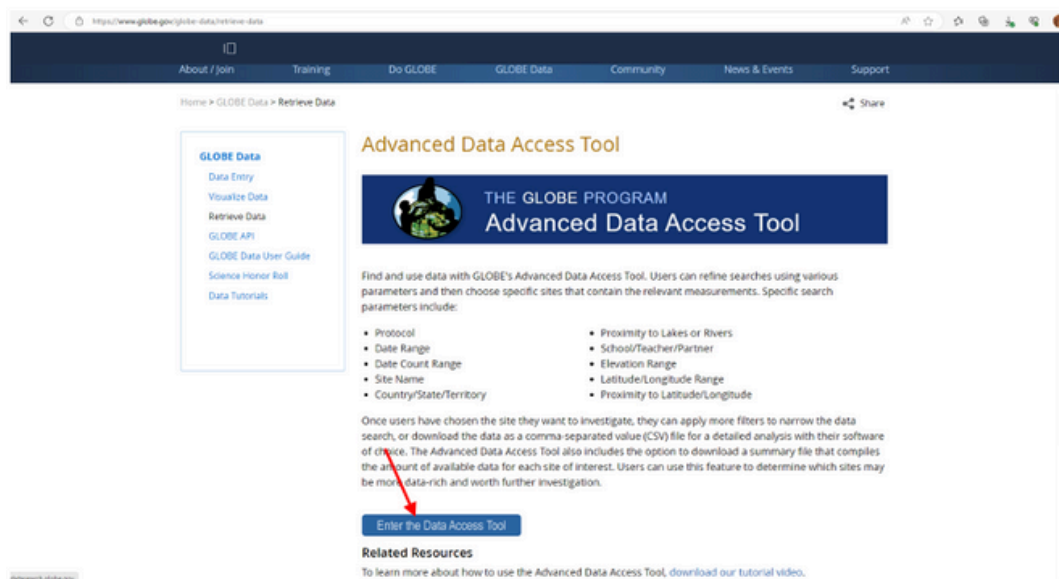 https://www.globe.gov/globe-data/retrieve-data
About / Join Training Do GLOBE GLOBE Data Community News & Events Support
Home > GLOBE Data > Retrieve Data
Share
GLOBE Data
Data Entry
Visualize Data
Retrieve Data
GLOBE API
GLOBE Data User Guide
Science Honor Roll
Data Tutorials
Advanced Data Access Tool
THE GLOBE PROGRAM
Advanced Data Access Tool
Find and use data with GLOBE's Advanced Data Access Tool. Users can refine searches using various
parameters and then choose specific sites that contain the relevant measurements. Specific search
parameters include:
• Protocol
• Date Range
• Date Count Range
• Site Name
• Country/State/Territory
• Proximity to Lakes or Rivers
• School/Teacher/Partner
• Elevation Range
• Latitude/Longitude Range
• Proximity to Latitude/Longitude
Once users have chosen the site they want to investigate, they can apply more filters to narrow the data
search, or download the data as a comma-separated value (CSV) file for a detailed analysis with their software
of choice. The Advanced Data Access Tool also includes the option to download a summary file that compiles
the amount of available data for each site of interest. Users can use this feature to determine which sites may
be more data-rich and worth further investigation.
Enter the Data Access Tool
Related Resources
To learn more about how to use the Advanced Data Access Tool, download our tutorial video.